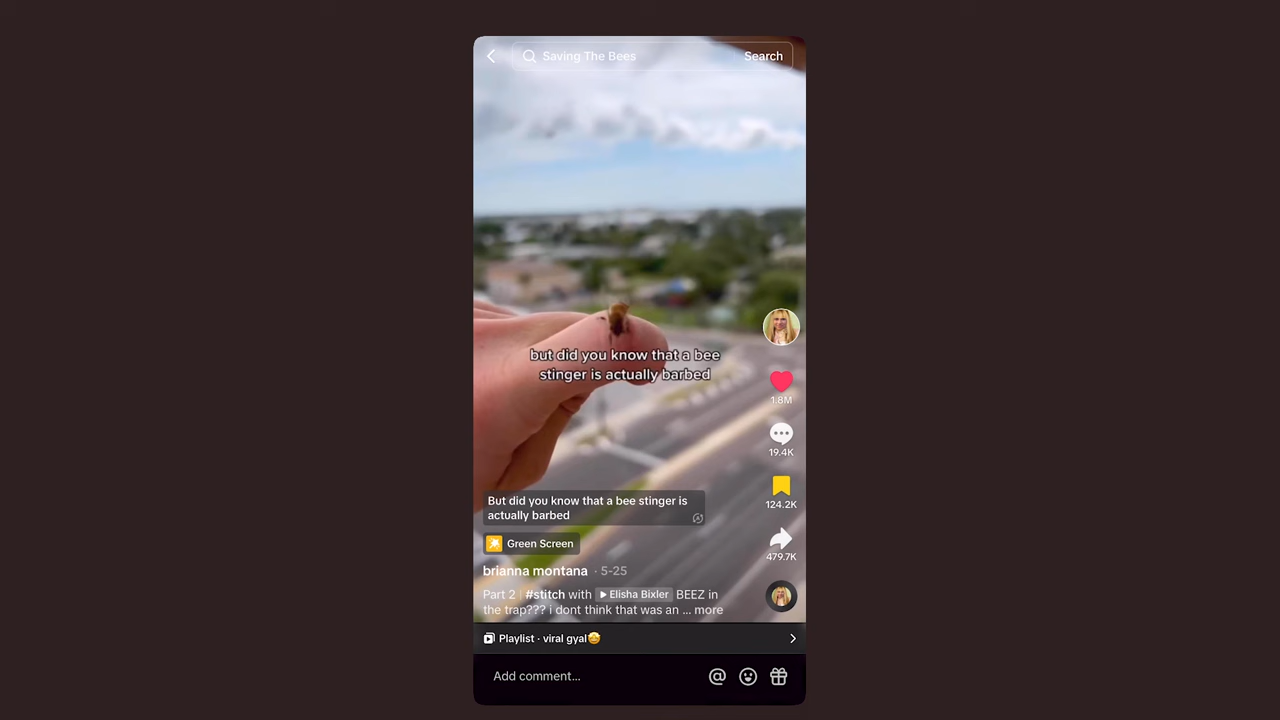 Saving The Bees
Search
but did you know that a bee
stinger is actually barbed
1.8M
19.4K
124.2K
479.7K
But did you know that a bee stinger is
actually barbed
Green Screen
brianna montana · 5-25
Part 2 | #stitch with Elisha Bixler BEEZ in
the trap??? i dont think that was an ... more
Playlist · viral gyal🤩
Add comment...